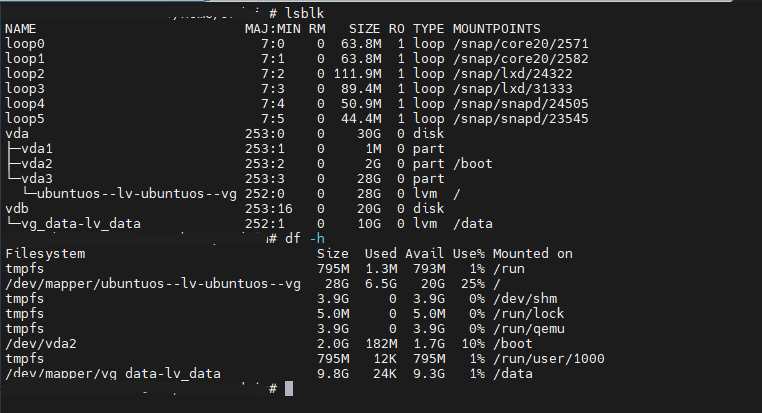 # lsblk
NAME MAJ:MIN RM SIZE RO TYPE MOUNTPOINTS
loop0 7:0 0 63.8M 1 loop /snap/core20/2571
loop1 7:1 0 63.8M 1 loop /snap/core20/2582
loop2 7:2 0 111.9M 1 loop /snap/lxd/24322
loop3 7:3 0 89.4M 1 loop /snap/lxd/31333
loop4 7:4 0 50.9M 1 loop /snap/snapd/24505
loop5 7:5 0 44.4M 1 loop /snap/snapd/23545
vda 253:0 0 30G 0 disk
├─vda1 253:1 0 1M 0 part
├─vda2 253:2 0 2G 0 part /boot
└─vda3 253:3 0 28G 0 part
└─ubuntuos--lv-ubuntuos--vg 252:0 0 28G 0 lvm /
vdb 253:16 0 20G 0 disk
└─vg_data-lv_data 252:1 0 10G 0 lvm /data
# df -h
Filesystem Size Used Avail Use% Mounted on
tmpfs 795M 1.3M 793M 1% /run
/dev/mapper/ubuntuos--lv-ubuntuos--vg 28G 6.5G 20G 25% /
tmpfs 3.9G 0 3.9G 0% /dev/shm
tmpfs 5.0M 0 5.0M 0% /run/lock
tmpfs 3.9G 0 3.9G 0% /run/qemu
/dev/vda2 2.0G 182M 1.7G 10% /boot
tmpfs 795M 12K 795M 1% /run/user/1000
/dev/mapper/vg_data-lv_data 9.8G 24K 9.3G 1% /data
#